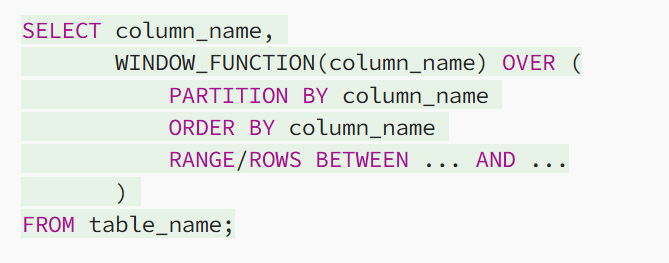 SELECT column_name,
WINDOW_FUNCTION(column_name) OVER (
PARTITION BY column_name
ORDER BY column_name
RANGE/ROWS BETWEEN ... AND ...
)
FROM table_name;